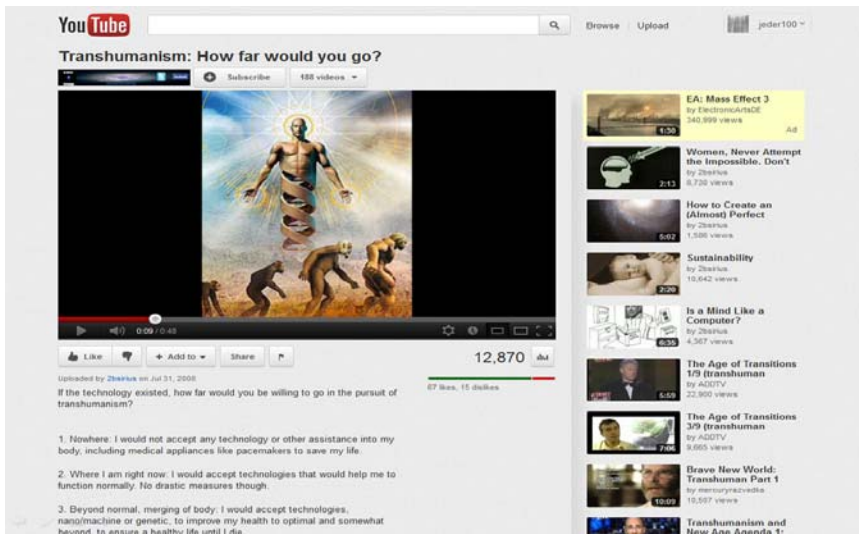 YouTube
Browse
Upload
jeder100
Transhumanism: How far would you go?
Subscribe
188 videos
0:09 / 0:48
Like
Add to
Share
12,870
67 likes, 15 dislikes
Uploaded by 2bsirius on Jul 31, 2008
If the technology existed, how far would you be willing to go in the pursuit of
transhumanism?
1. Nowhere: I would not accept any technology or other assistance into my
body, including medical appliances like pacemakers to save my life.
2. Where I am right now: I would accept technologies that would help me to
function normally. No drastic measures though.
3. Beyond normal, merging of body: I would accept technologies,
nano/machine or genetic, to improve my health to optimal and somewhat
beyond, to ensure a healthy life until I die.
EA: Mass Effect 3
by ElectronicArtsDE
340,999 views
Ad
1:30
Women, Never Attempt
the Impossible. Don't
by 2bsirius
8,730 views
2:13
How to Create an
(Almost) Perfect
by 2bsirius
1,586 views
5:02
Sustainability
by 2bsirius
10,642 views
2:20
Is a Mind Like a
Computer?
by 2bsirius
4,367 views
6:35
The Age of Transitions
1/9 (transhuman
by ADDTV
22,900 views
5:59
The Age of Transitions
3/9 (transhuman
by ADDTV
9,665 views
7:06
Brave New World:
Transhuman Part 1
by mercuryrazvedka
10,587 views
10:09
Transhumanism and
New Age Agenda 1: